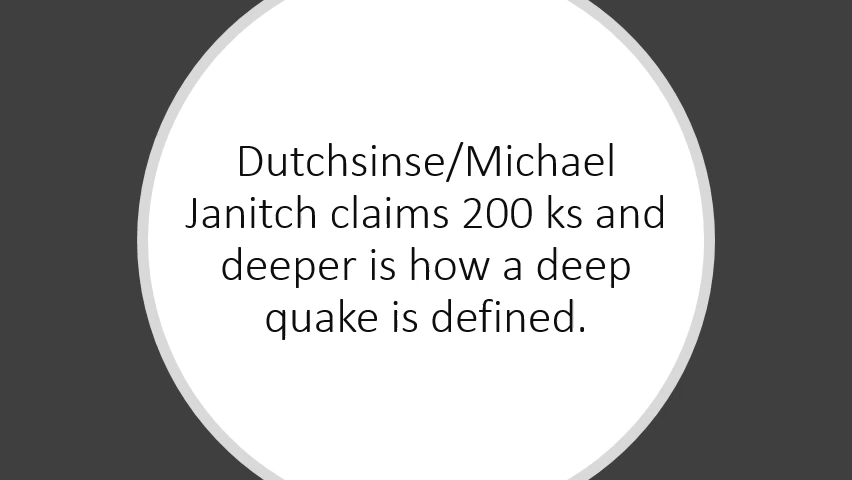 Dutchsinse/Michael
Janitch claims 200 ks and
deeper is how a deep
quake is defined.